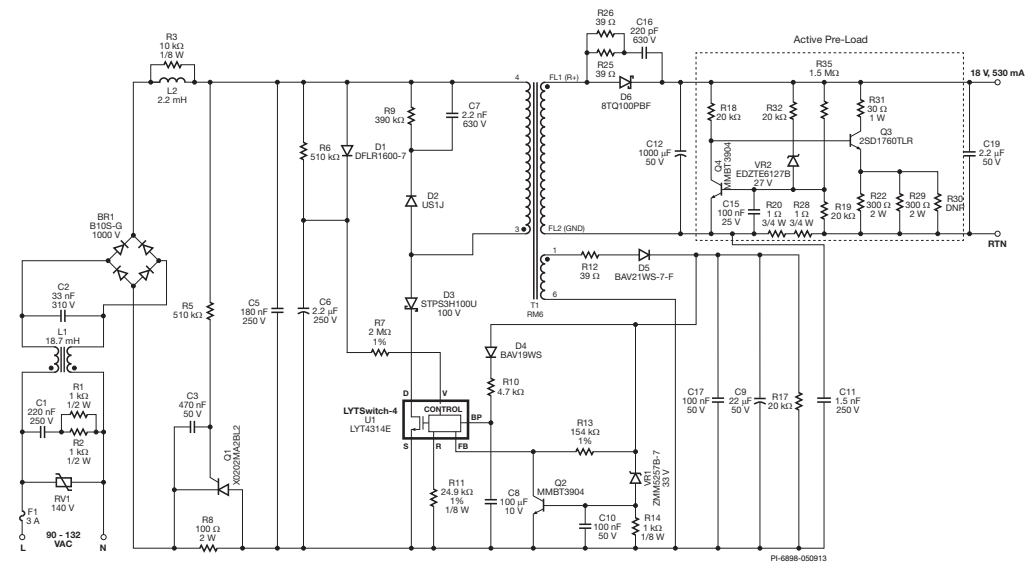 R3
10 kΩ
1/8 W
L2
2.2 mH
R26
39 Ω
C16
220 pF
630 V
R25
39 Ω
D6
8TQ100PBF
FL1 (R+)
Active Pre-Load
18 V, 530 mA
R35
1.5 MΩ
R18
20 kΩ
R32
20 kΩ
R31
30 Ω
1 W
Q3
2SD1760TLR
Q4
MMBT3904
VR2
EDZTE6127B
27 V
C12
1000 µF
50 V
C19
2.2 µF
50 V
C15
100 nF
25 V
R20
1 Ω
3/4 W
R28
1 Ω
3/4 W
R19
20 kΩ
R22
300 Ω
2 W
R29
300 Ω
2 W
R30
DNP
FL2 (GND)
RTN
4
3
1
6
T1
RM6
R9
390 kΩ
C7
2.2 nF
630 V
R6
510 kΩ
D1
DFLR1600-7
D2
US1J
BR1
B10S-G
1000 V
C2
33 nF
310 V
L1
18.7 mH
C1
220 nF
250 V
R1
1 kΩ
1/2 W
R2
1 kΩ
1/2 W
RV1
140 V
F1
3 A
L
90 - 132
VAC
N
R5
510 kΩ
C3
470 nF
50 V
Q1
X0202MA2BL2
R8
100 Ω
2 W
C5
180 nF
250 V
C6
2.2 µF
250 V
D3
STPS3H100U
100 V
R7
2 MΩ
1%
R12
39 Ω
D5
BAV21WS-7-F
D4
BAV19WS
R10
4.7 kΩ
LYTSwitch-4
U1
LYT4314E
D
V
CONTROL
BP
S
R
FB
R11
24.9 kΩ
1%
1/8 W
C8
100 µF
10 V
R13
154 kΩ
1%
Q2
MMBT3904
VR1
ZMM5257B-7
33 V
C10
100 nF
50 V
R14
1 kΩ
1/8 W
C17
100 nF
50 V
C9
22 µF
50 V
R17
20 kΩ
C11
1.5 nF
250 V
PI-6898-050913